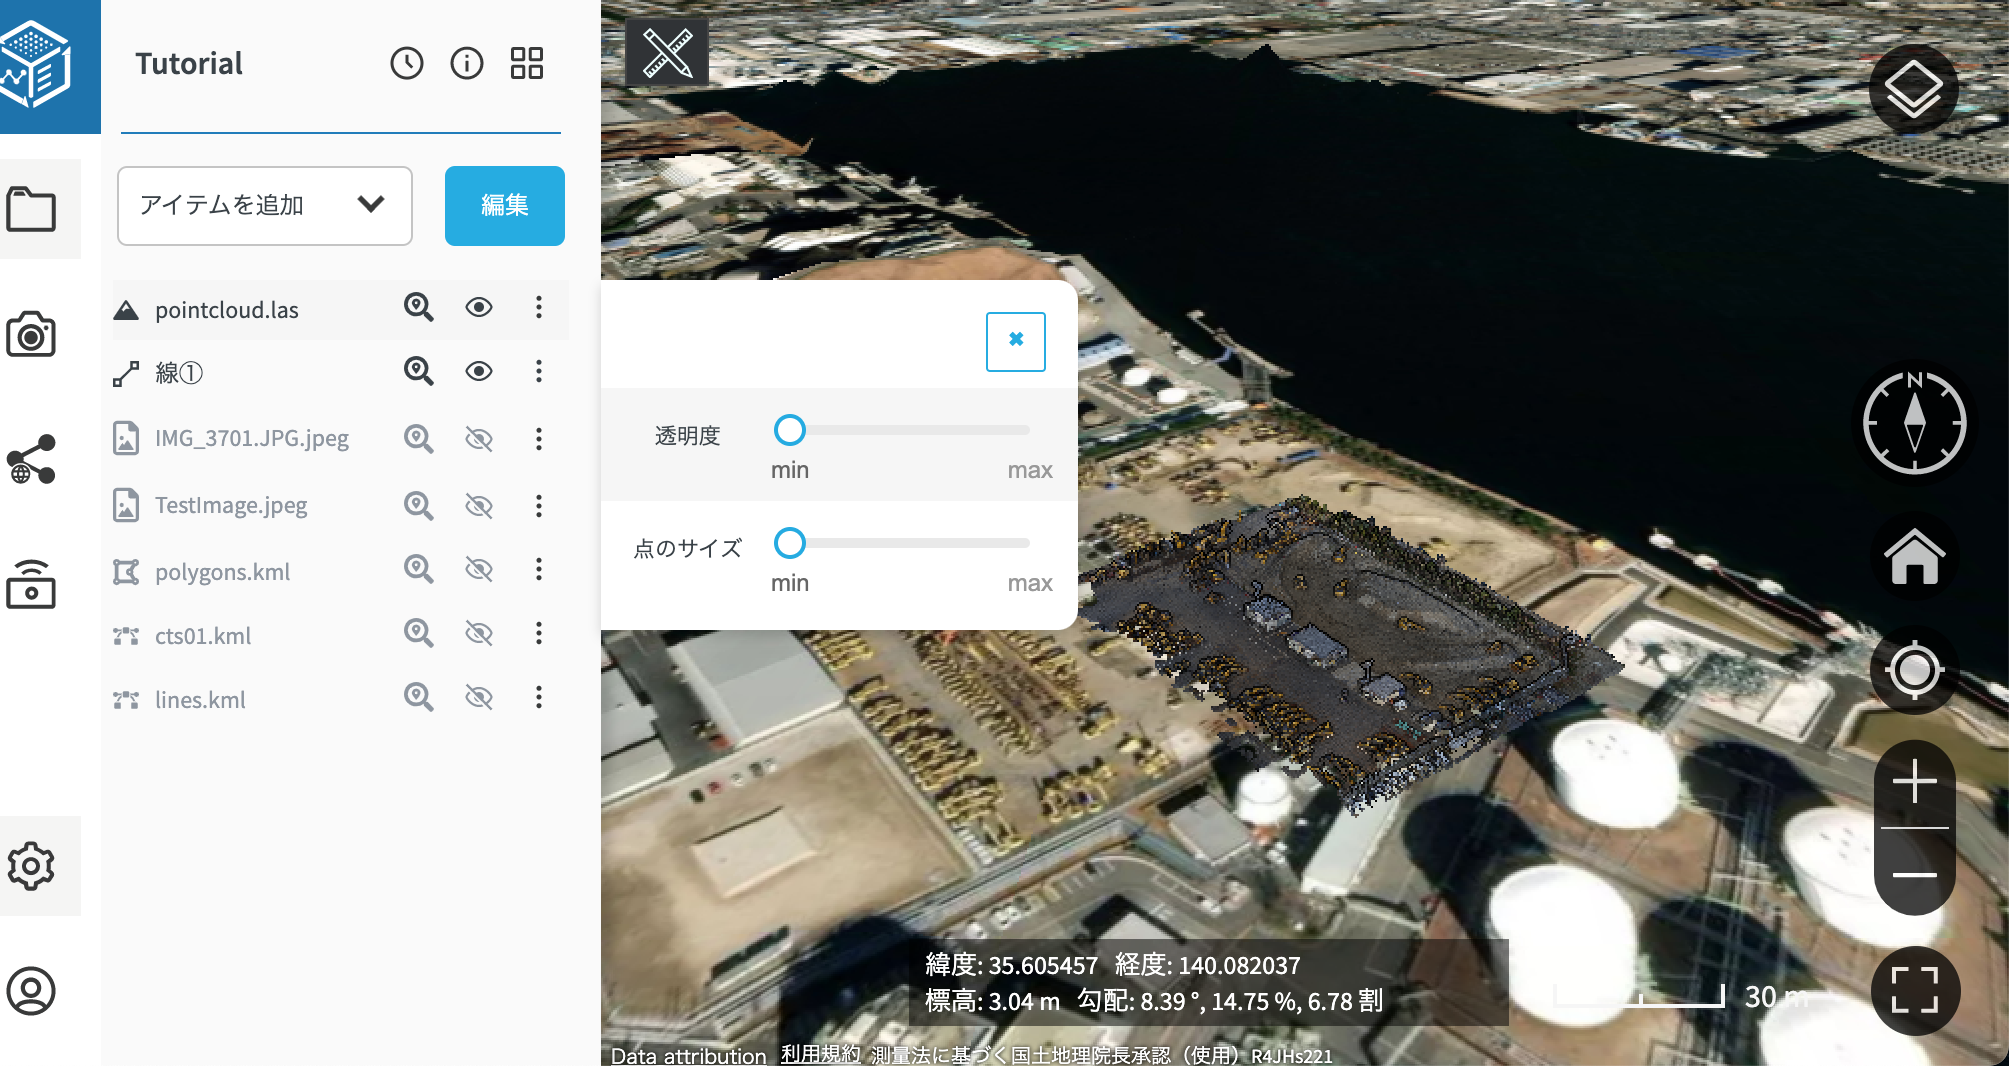 Tutorial
アイテムを追加
編集
pointcloud.las
線①
IMG_3701.JPG.jpeg
TestImage.jpeg
polygons.kml
cts01.kml
lines.kml
透明度
min max
点のサイズ
min max
N
緯度: 35.605457 経度: 140.082037
標高: 3.04 m 勾配: 8.39 °, 14.75 %, 6.78 割
30 m
Data attribution 利用規約 測量法に基づく国土地理院長承認（使用）R4JHs221